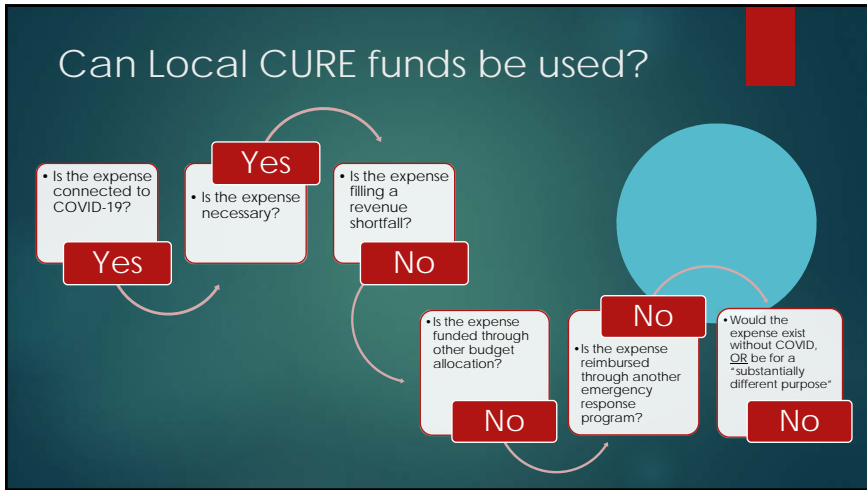 Can Local CURE funds be used?
• Is the expense
connected to
COVID-19?
Yes
Yes
• Is the expense
necessary?
• Is the expense
filling a
revenue
shortfall?
No
• Is the expense
funded through
other budget
allocation?
No
No
• Is the expense
reimbursed
through another
emergency
response
program?
• Would the
expense exist
without COVID,
OR be for a
"substantially
different purpose"
No